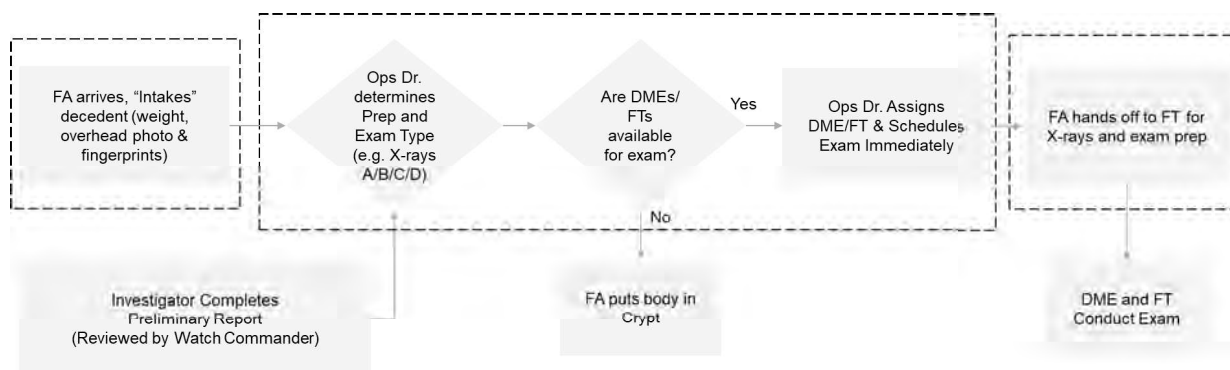 FA arrives, “Intakes”
decedent (weight,
overhead photo &
fingerprints)
Ops Dr.
determines
Prep and
Exam Type
(e.g. X-rays
A/B/C/D)
Are DMEs/
FTs
available
for exam?
Yes
Ops Dr. Assigns
DME/FT & Schedules
Exam Immediately
FA hands off to FT for
X-rays and exam prep
No
Investigator Completes
Preliminary Report
(Reviewed by Watch Commander)
FA puts body in
Crypt
DME and FT
Conduct Exam